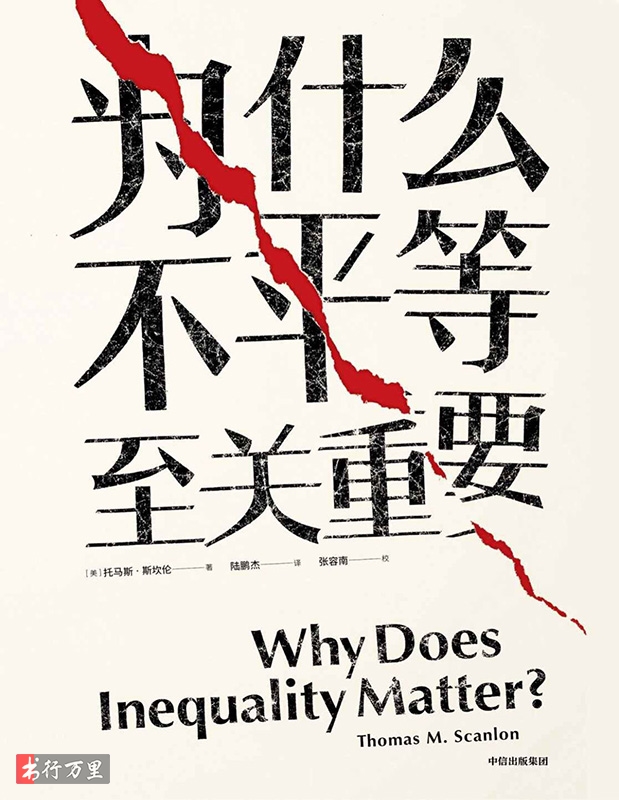 为什么
不平等
至关重要
[美]托马斯·斯坎伦——著 陆鹏杰——译 张容南——校
Why Does
Inequality Matter?
Thomas M. Scanlon
中信出版集团
书行万里